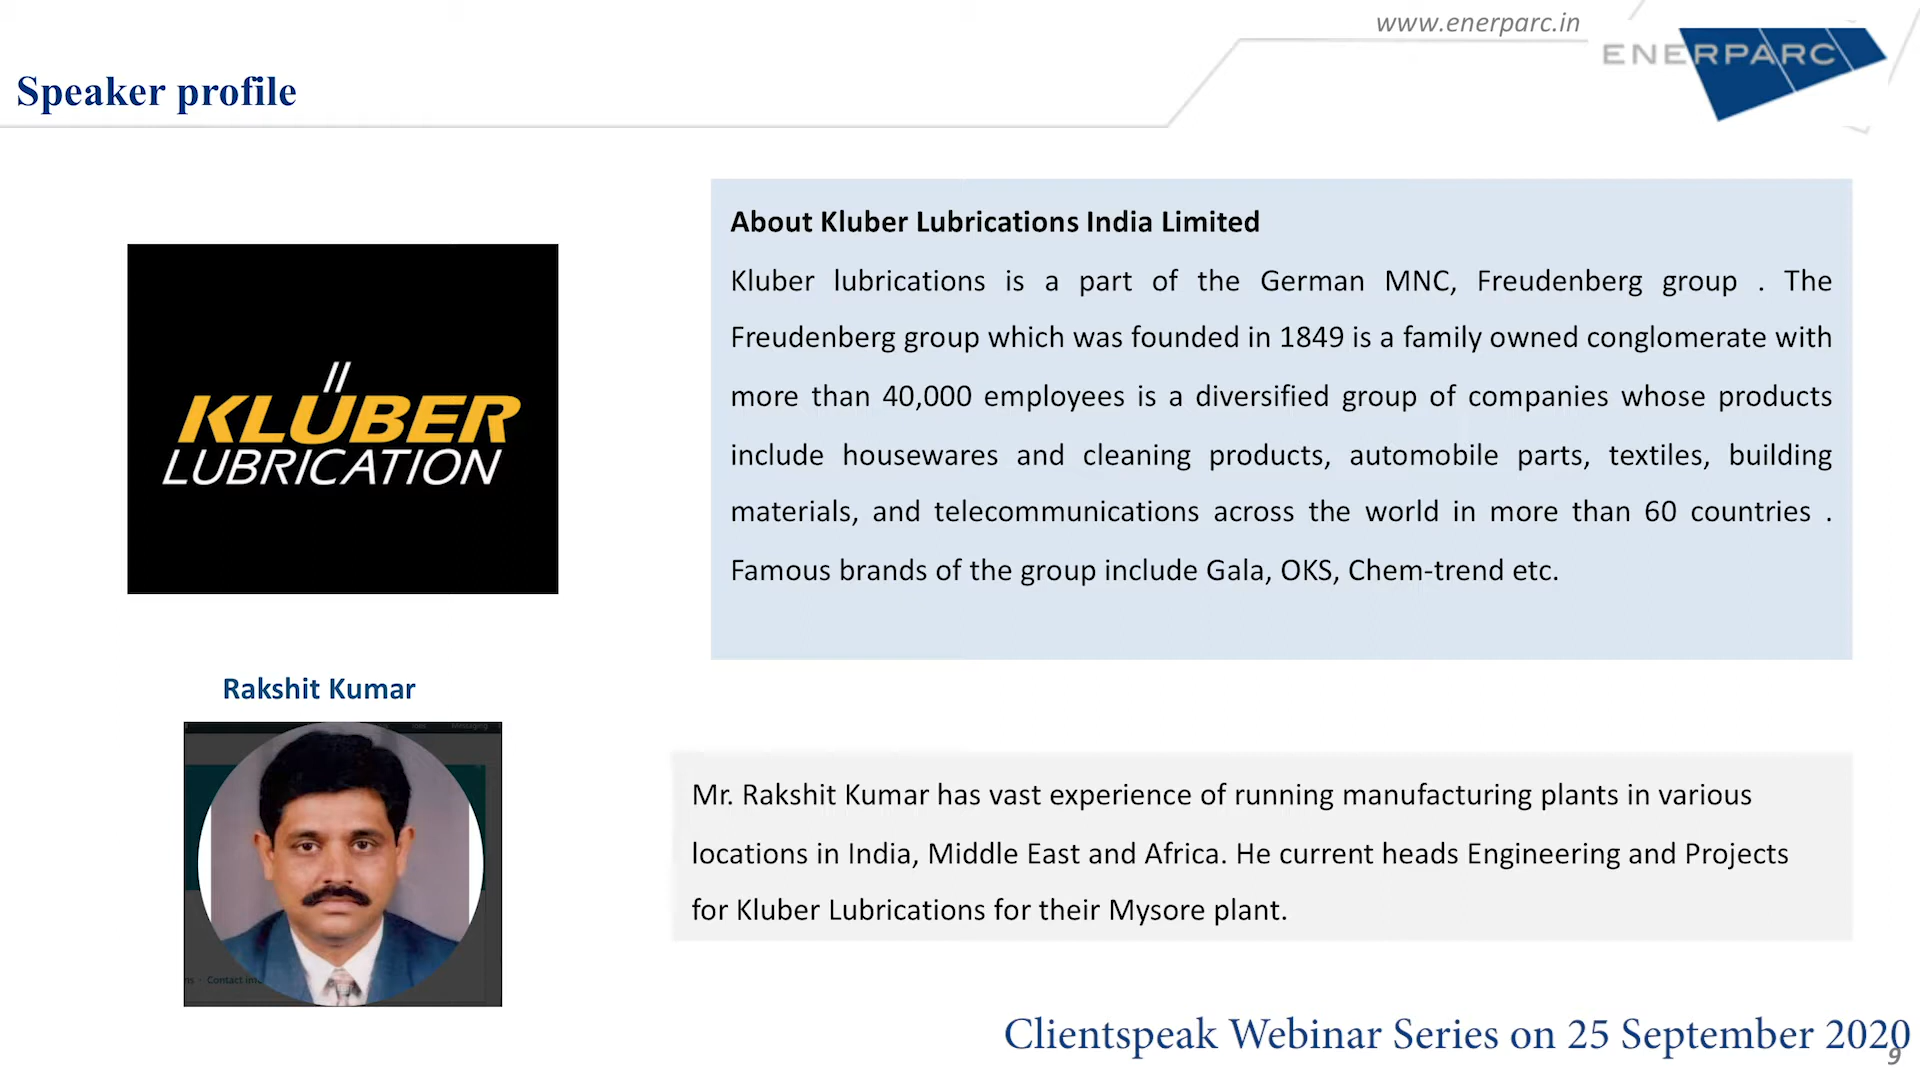 www.enerparc.in
ENERPARC
Speaker profile
KLÜBER
LUBRICATION
About Kluber Lubrications India Limited
Kluber lubrications is a part of the German MNC, Freudenberg group . The
Freudenberg group which was founded in 1849 is a family owned conglomerate with
more than 40,000 employees is a diversified group of companies whose products
include housewares and cleaning products, automobile parts, textiles, building
materials, and telecommunications across the world in more than 60 countries .
Famous brands of the group include Gala, OKS, Chem-trend etc.
Rakshit Kumar
Messaging
Contact
Mr. Rakshit Kumar has vast experience of running manufacturing plants in various
locations in India, Middle East and Africa. He current heads Engineering and Projects
for Kluber Lubrications for their Mysore plant.
Clientspeak Webinar Series on 25 September 2020
9